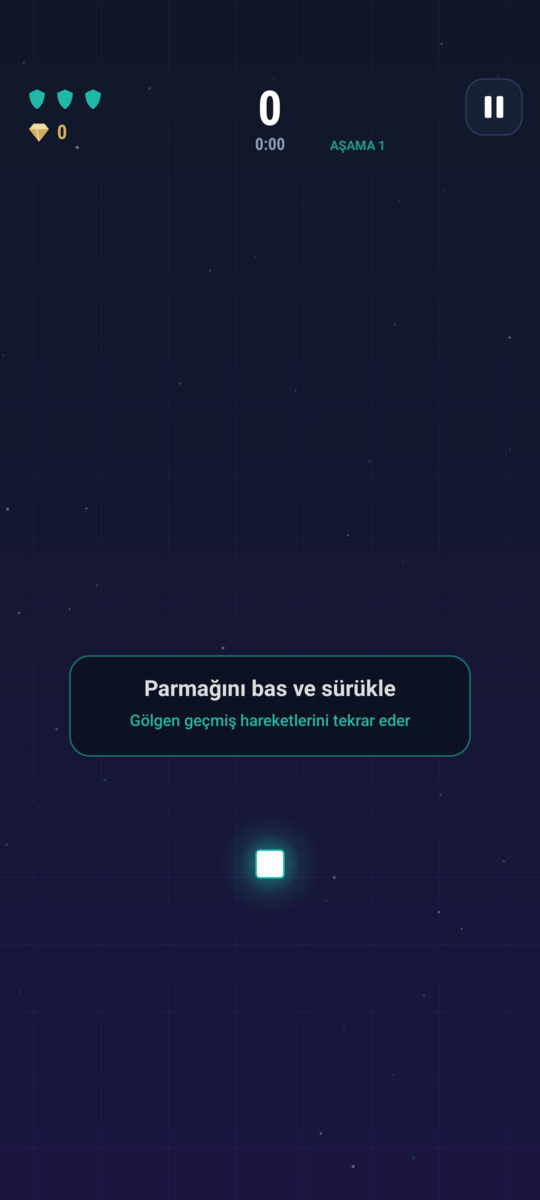 0
0
0:00
AŞAMA 1
Parmağını bas ve sürükle
Gölgen geçmiş hareketlerini tekrar eder